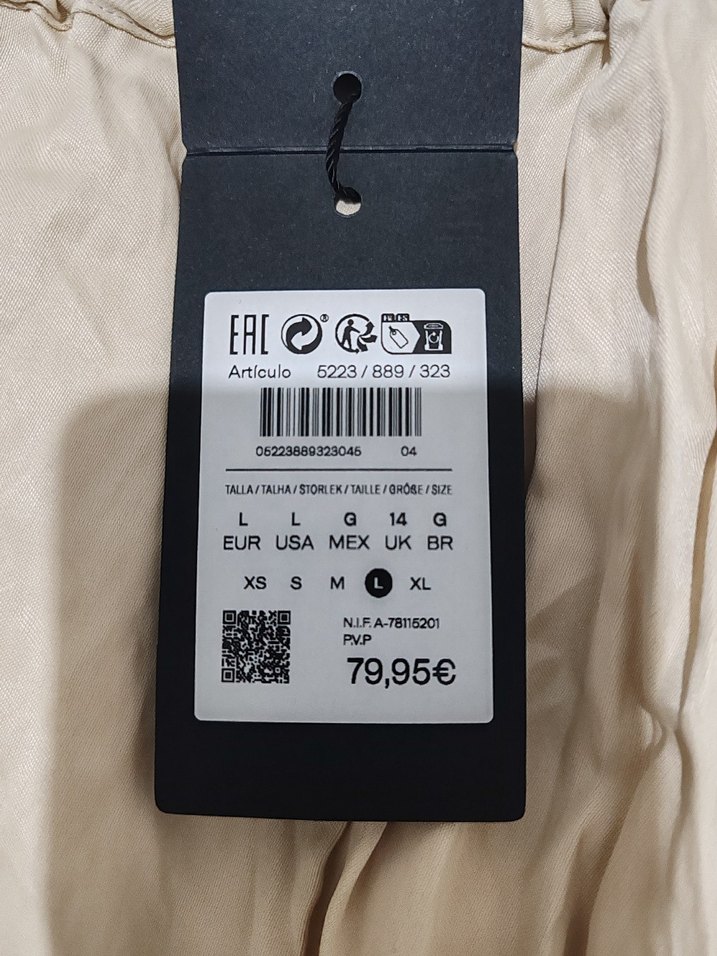 EAC
Artículo 5223 / 889 / 323
05223889323045 04
TALLA / TALHA / STORLEK / TAILLE / GRÖßE / SIZE
L L G 14 G
EUR USA MEX UK BR
XS S M L XL
N.I.F. A-78115201
P.V.P
79,95€